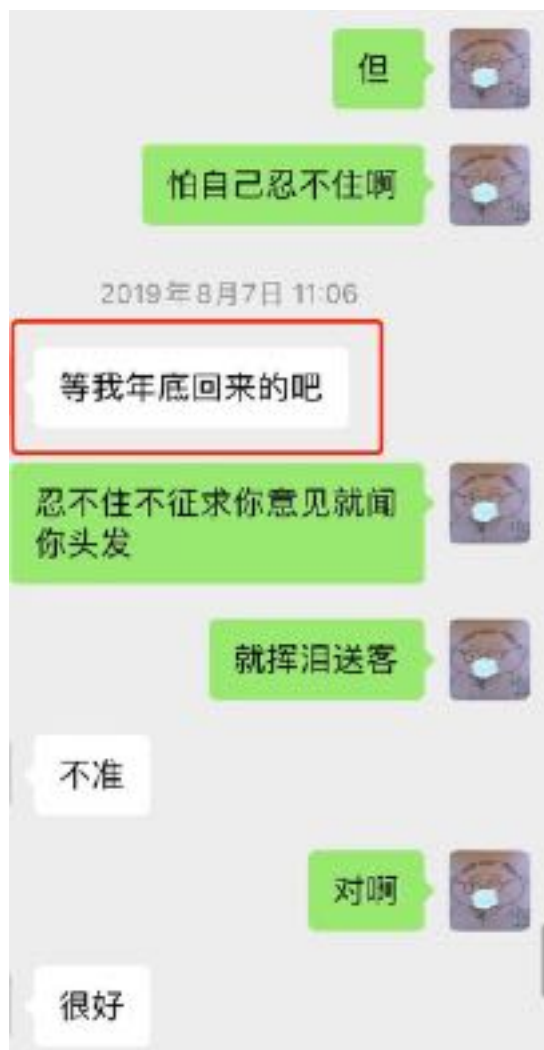 但
怕自己忍不住啊
2019年8月7日 11:06
等我年底回来的吧
忍不住不征求你意见就闻
你头发
就挥泪送客
不准
对啊
很好